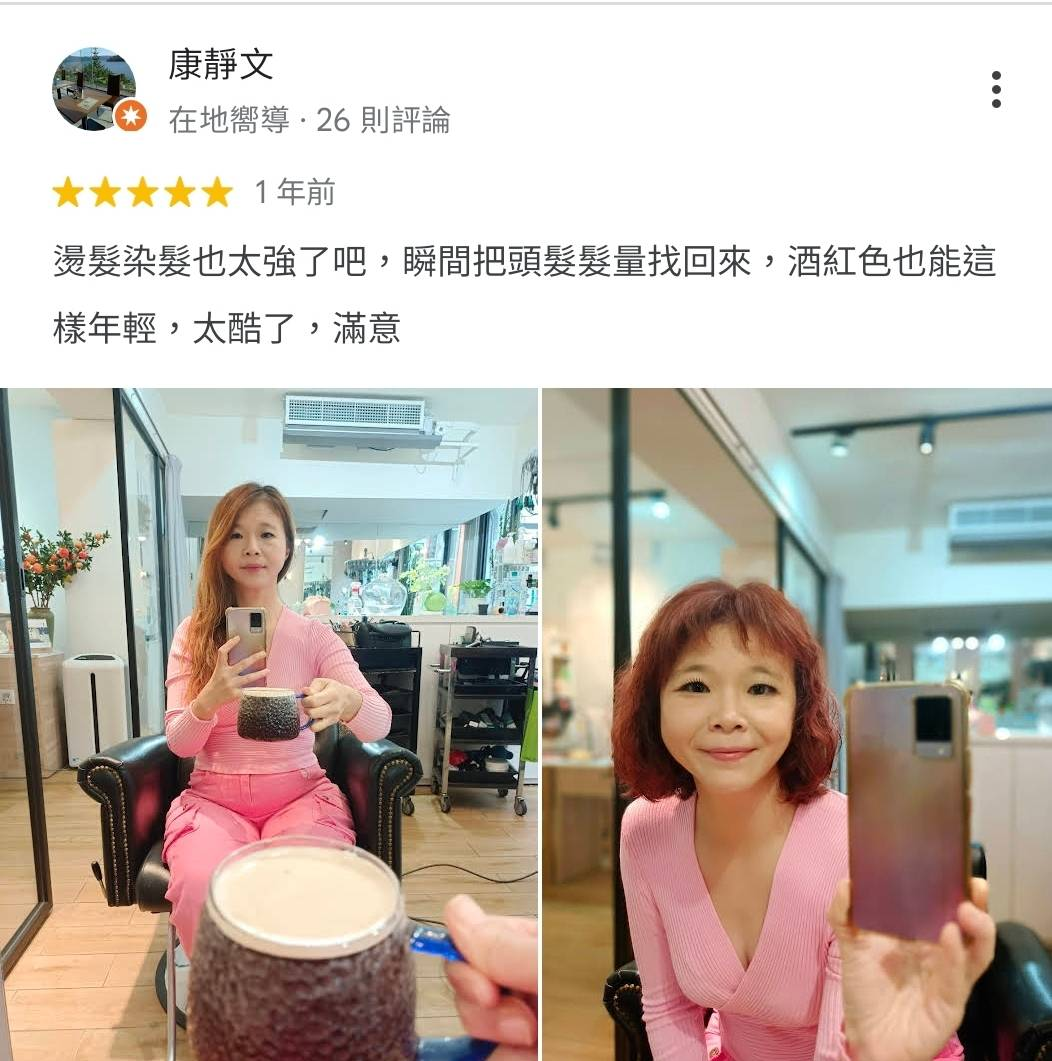 康靜文
在地嚮導 · 26 則評論
1 年前
燙髮染髮也太強了吧，瞬間把頭髮髮量找回來，酒紅色也能這
樣年輕，太酷了，滿意